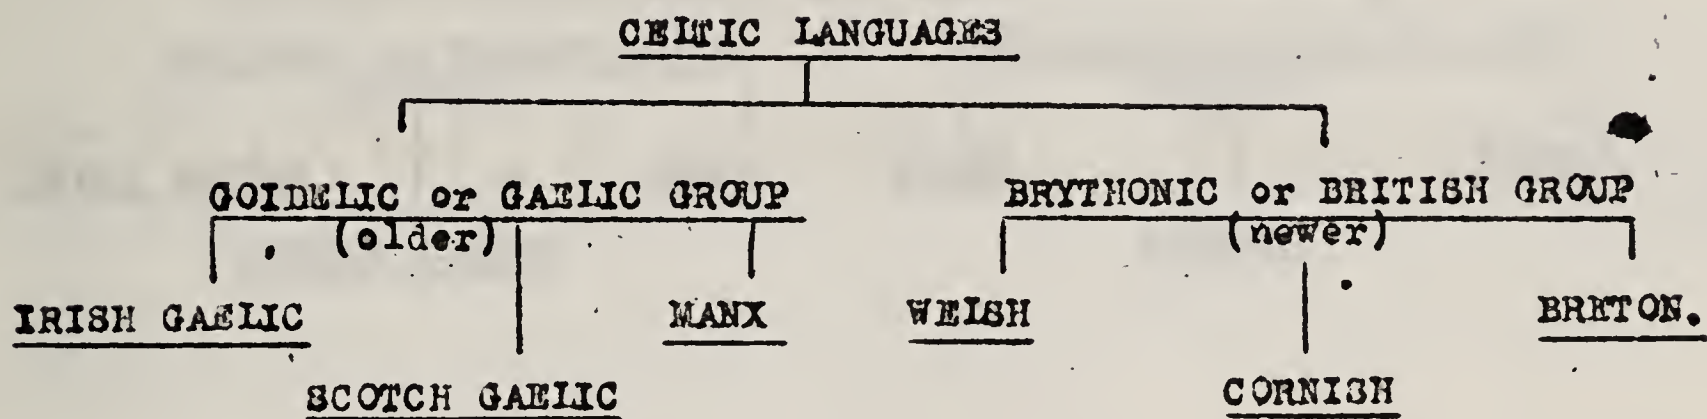 CELTIC LANGUAGES
GOIDELIC or GAELIC GROUP
(older)
BRYTHONIC or BRITISH GROUP
(newer)
IRISH GAELIC
SCOTCH GAELIC
MANX
WELSH
CORNISH
BRETON.